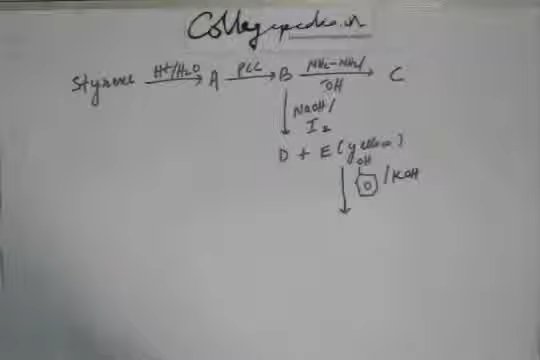 Collegepedia.in
Styrene H⁺/H₂O A PCC B NH₂-NH₂/ C
OH
NaOH/
I₂
D + E (yellow)
OH
/KOH